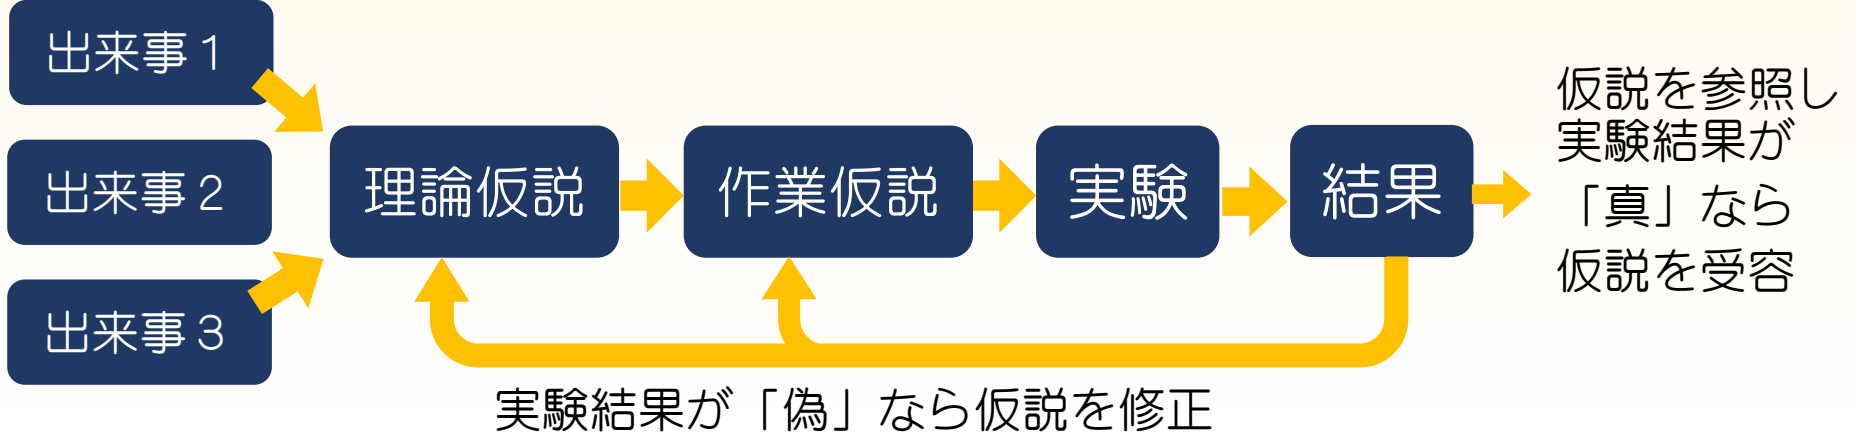 出来事１
出来事２
出来事３
理論仮説
作業仮説
実験
結果
仮説を参照し
実験結果が
「真」なら
仮説を受容
実験結果が「偽」なら仮説を修正